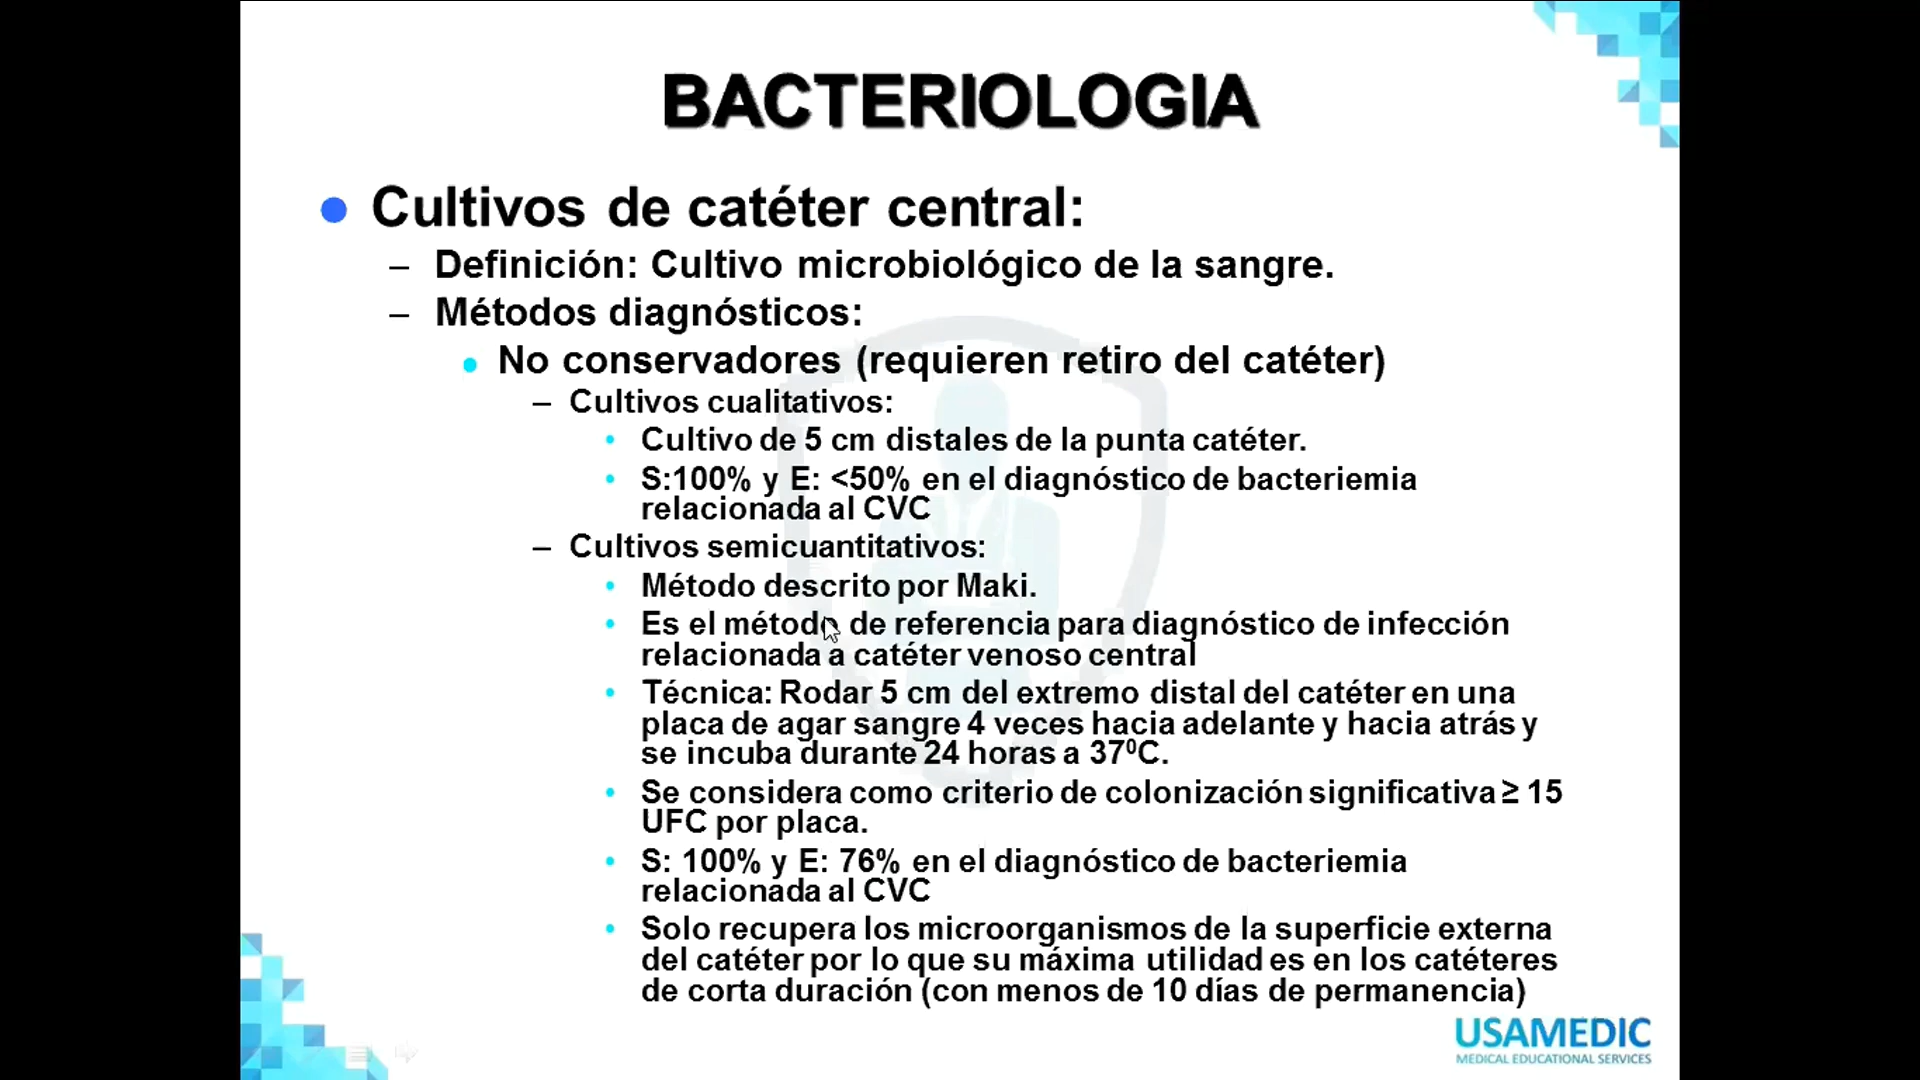 BACTERIOLOGIA
Cultivos de catéter central:
– Definición: Cultivo microbiológico de la sangre.
– Métodos diagnósticos:
No conservadores (requieren retiro del catéter)
– Cultivos cualitativos:
Cultivo de 5 cm distales de la punta catéter.
S:100% y E: <50% en el diagnóstico de bacteriemia
relacionada al CVC
– Cultivos semicuantitativos:
Método descrito por Maki.
Es el método de referencia para diagnóstico de infección
relacionada a catéter venoso central
Técnica: Rodar 5 cm del extremo distal del catéter en una
placa de agar sangre 4 veces hacia adelante y hacia atrás y
se incuba durante 24 horas a 37⁰C.
Se considera como criterio de colonización significativa ≥ 15
UFC por placa.
S: 100% y E: 76% en el diagnóstico de bacteriemia
relacionada al CVC
Solo recupera los microorganismos de la superficie externa
del catéter por lo que su máxima utilidad es en los catéteres
de corta duración (con menos de 10 días de permanencia)
USAMEDIC
MEDICAL EDUCATIONAL SERVICES